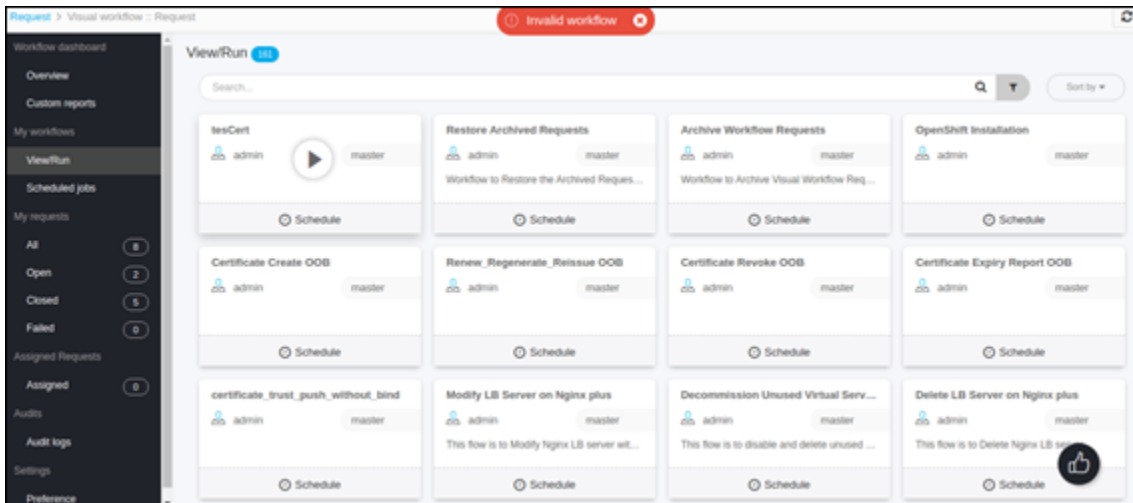 Request > Visual workflow :: Request
Invalid workflow
Workflow dashboard
Overview
Custom reports
My workflows
View/Run
Scheduled jobs
My requests
All 8
Open 2
Closed 5
Failed 0
Assigned Requests
Assigned 0
Audits
Audit logs
Settings
Preference
View/Run 161
Search...
Sort by
tesCert
admin master
Schedule
Restore Archived Requests
admin master
Workflow to Restore the Archived Reques...
Schedule
Archive Workflow Requests
admin master
Workflow to Archive Visual Workflow Req...
Schedule
OpenShift Installation
admin master
Schedule
Certificate Create OOB
admin master
Schedule
Renew_Regenerate_Reissue OOB
admin master
Schedule
Certificate Revoke OOB
admin master
Schedule
Certificate Expiry Report OOB
admin master
Schedule
certificate_trust_push_without_bind
admin master
Schedule
Modify LB Server on Nginx plus
admin master
This flow is to Modify Nginx LB server wit...
Schedule
Decommission Unused Virtual Serv...
admin master
This flow is to disable and delete unused ...
Schedule
Delete LB Server on Nginx plus
admin master
This flow is to Delete Nginx LB
Schedule